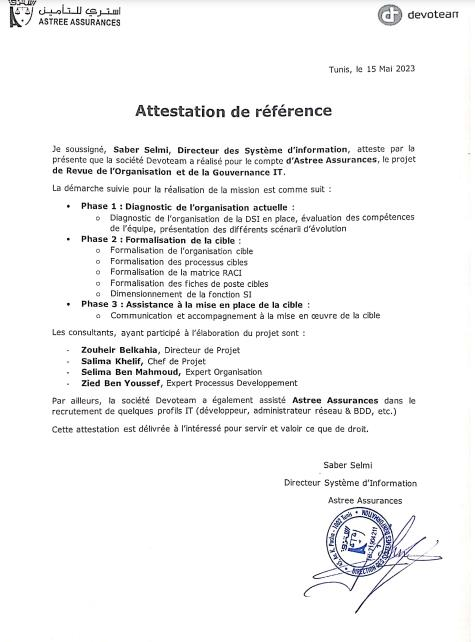 أستري للتأمين
ASTREE ASSURANCES
devoteam
Tunis, le 15 Mai 2023
Attestation de référence
Je soussigné, Saber Selmi, Directeur des Système d'information, atteste par la
présente que la société Devoteam a réalisé pour le compte d'Astree Assurances, le projet
de Revue de l'Organisation et de la Gouvernance IT.
La démarche suivie pour la réalisation de la mission est comme suit :
• Phase 1 : Diagnostic de l'organisation actuelle :
o Diagnostic de l'organisation de la DSI en place, évaluation des compétences
de l'équipe, présentation des différents scénarii d'évolution
• Phase 2 : Formalisation de la cible :
o Formalisation de l'organisation cible
o Formalisation des processus cibles
o Formalisation de la matrice RACI
o Formalisation des fiches de poste cibles
o Dimensionnement de la fonction SI
• Phase 3 : Assistance à la mise en place de la cible :
o Communication et accompagnement à la mise en œuvre de la cible
Les consultants, ayant participé à l'élaboration du projet sont :
- Zouheir Belkahia, Directeur de Projet
- Salima Khelif, Chef de Projet
- Selima Ben Mahmoud, Expert Organisation
- Zied Ben Youssef, Expert Processus Developpement
Par ailleurs, la société Devoteam a également assisté Astree Assurances dans le
recrutement de quelques profils IT (développeur, administrateur réseau & BDD, etc.)
Cette attestation est délivrée à l'intéressé pour servir et valoir ce que de droit.
Saber Selmi
Directeur Système d'Information
Astree Assurances